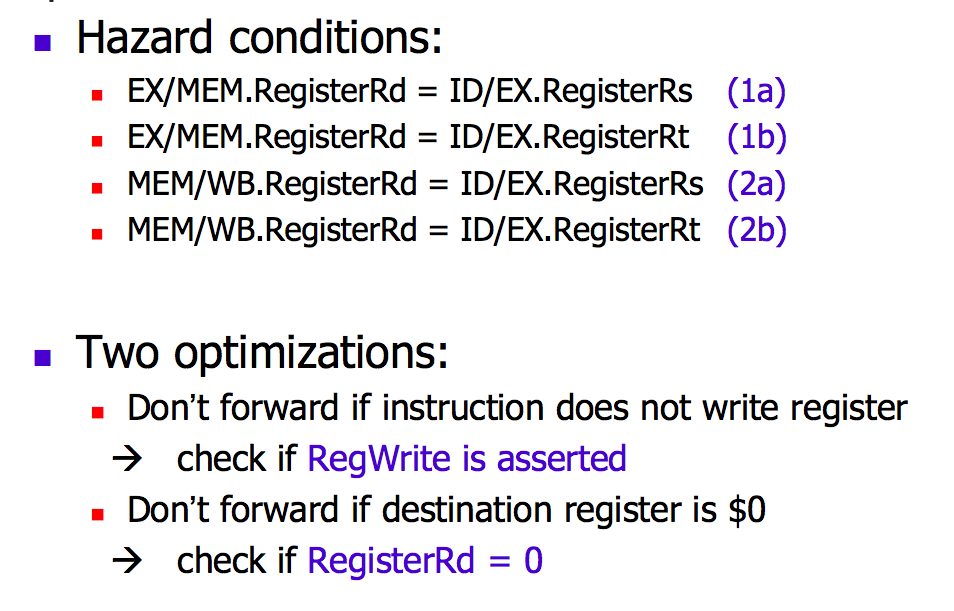 Hazard conditions:
EX/MEM.RegisterRd = ID/EX.RegisterRs (1a)
EX/MEM.RegisterRd = ID/EX.RegisterRt (1b)
MEM/WB.RegisterRd = ID/EX.RegisterRs (2a)
MEM/WB.RegisterRd = ID/EX.RegisterRt (2b)
Two optimizations:
Don’t forward if instruction does not write register
→ check if RegWrite is asserted
Don’t forward if destination register is $0
→ check if RegisterRd = 0